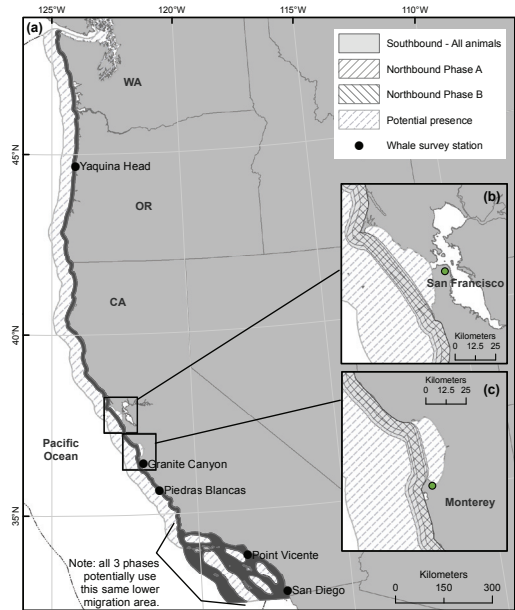 125°W
120°W
115°W
110°W
(a)
WA
OR
CA
45°N
40°N
35°N
Yaquina Head
Pacific
Ocean
Granite Canyon
Piedras Blancas
Point Vicente
San Diego
Note: all 3 phases
potentially use
this same lower
migration area.
120°W
115°W
Southbound - All animals
Northbound Phase A
Northbound Phase B
Potential presence
Whale survey station
(b)
San Francisco
Kilometers
0 12.5 25
Kilometers
0 12.5 25
(c)
Monterey
Kilometers
0 150 300